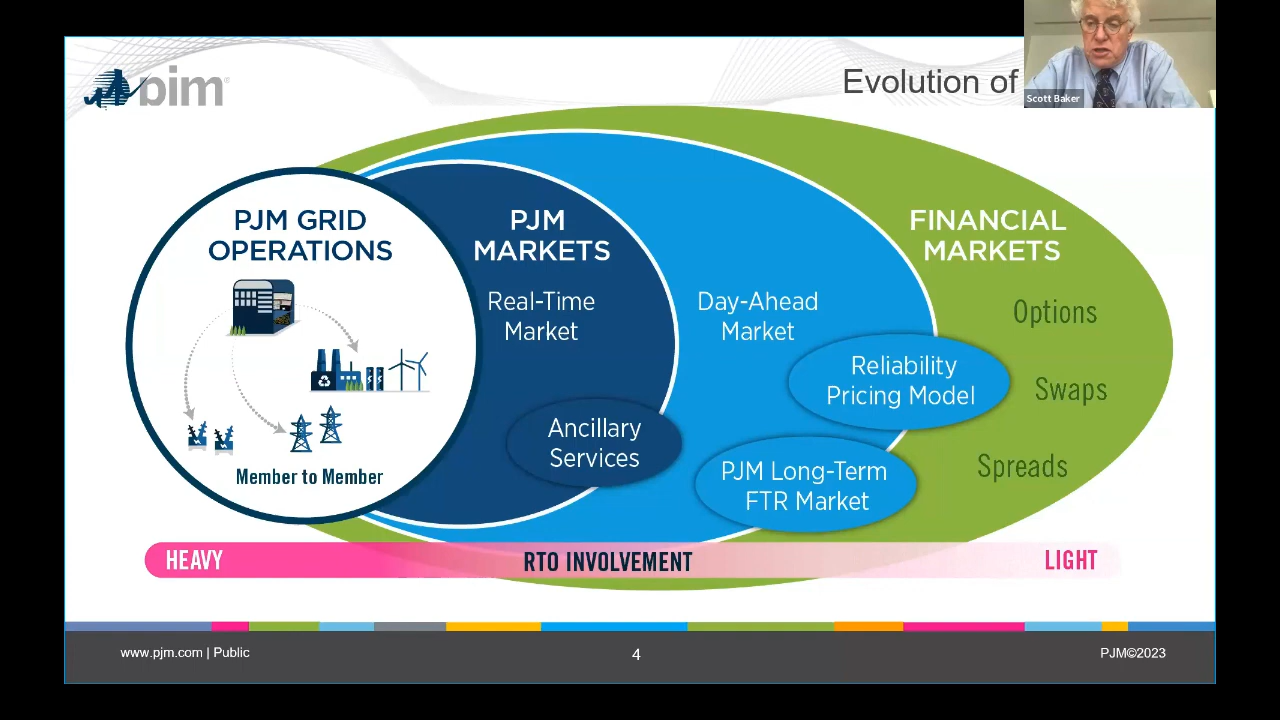 pjm
Evolution of
Scott Baker
PJM GRID
OPERATIONS
Member to Member
PJM
MARKETS
Real-Time
Market
Ancillary
Services
Day-Ahead
Market
Reliability
Pricing Model
PJM Long-Term
FTR Market
FINANCIAL
MARKETS
Options
Swaps
Spreads
HEAVY
RTO INVOLVEMENT
LIGHT
www.pjm.com | Public
4
PJM©2023